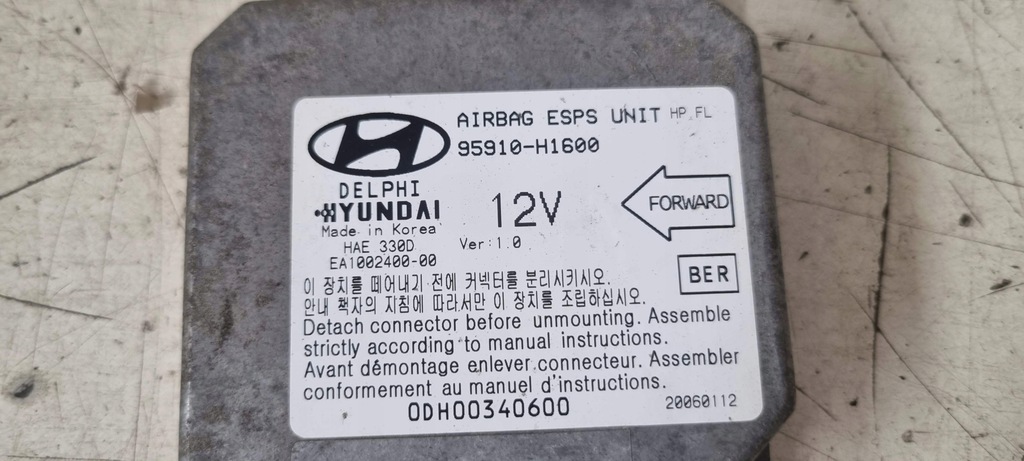 AIRBAG ESPS UNIT HP FL
95910-H1600
DELPHI
HYUNDAI
12V
FORWARD
Made in Korea
HAE 330D
Ver:1.0
EA1002400-00
BER
이 장치를 떼어내기 전에 커넥터를 분리시키시오.
안내 책자의 지침에 따라서만 이 장치를 조립하십시오.
Detach connector before unmounting. Assemble
strictly according to manual instructions.
Avant démontage enlever connecteur. Assembler
conformement au manuel d'instructions.
0DH00340600
20060112